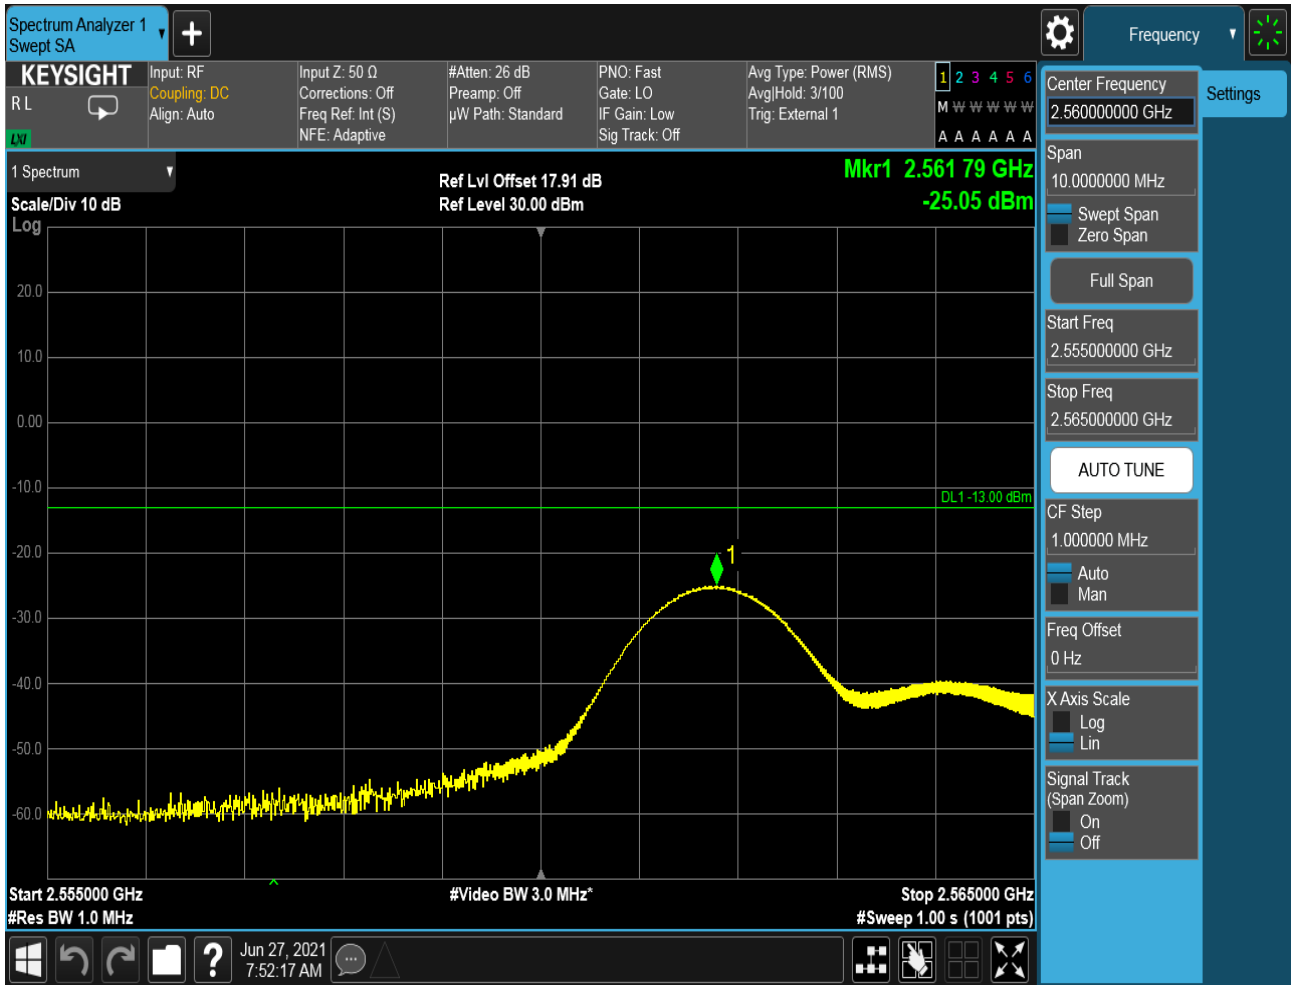 Spectrum Analyzer 1
Swept SA
+
Frequency
KEYSIGHT
R L
LXI
Input: RF
Coupling: DC
Align: Auto
Input Z: 50 Ω
Corrections: Off
Freq Ref: Int (S)
NFE: Adaptive
#Atten: 26 dB
Preamp: Off
µW Path: Standard
PNO: Fast
Gate: LO
IF Gain: Low
Sig Track: Off
Avg Type: Power (RMS)
Avg|Hold: 3/100
Trig: External 1
1 2 3 4 5 6
M W W W W W
A A A A A A
1 Spectrum
Scale/Div 10 dB
Log
Ref Lvl Offset 17.91 dB
Ref Level 30.00 dBm
Mkr1 2.561 79 GHz
-25.05 dBm
20.0
10.0
0.00
-10.0
-20.0
-30.0
-40.0
-50.0
-60.0
DL1 -13.00 dBm
1
Start 2.555000 GHz
#Res BW 1.0 MHz
#Video BW 3.0 MHz*
Stop 2.565000 GHz
#Sweep 1.00 s (1001 pts)
Center Frequency
2.560000000 GHz
Settings
Span
10.0000000 MHz
Swept Span
Zero Span
Full Span
Start Freq
2.555000000 GHz
Stop Freq
2.565000000 GHz
AUTO TUNE
CF Step
1.000000 MHz
Auto
Man
Freq Offset
0 Hz
X Axis Scale
Log
Lin
Signal Track
(Span Zoom)
On
Off
?
Jun 27, 2021
7:52:17 AM